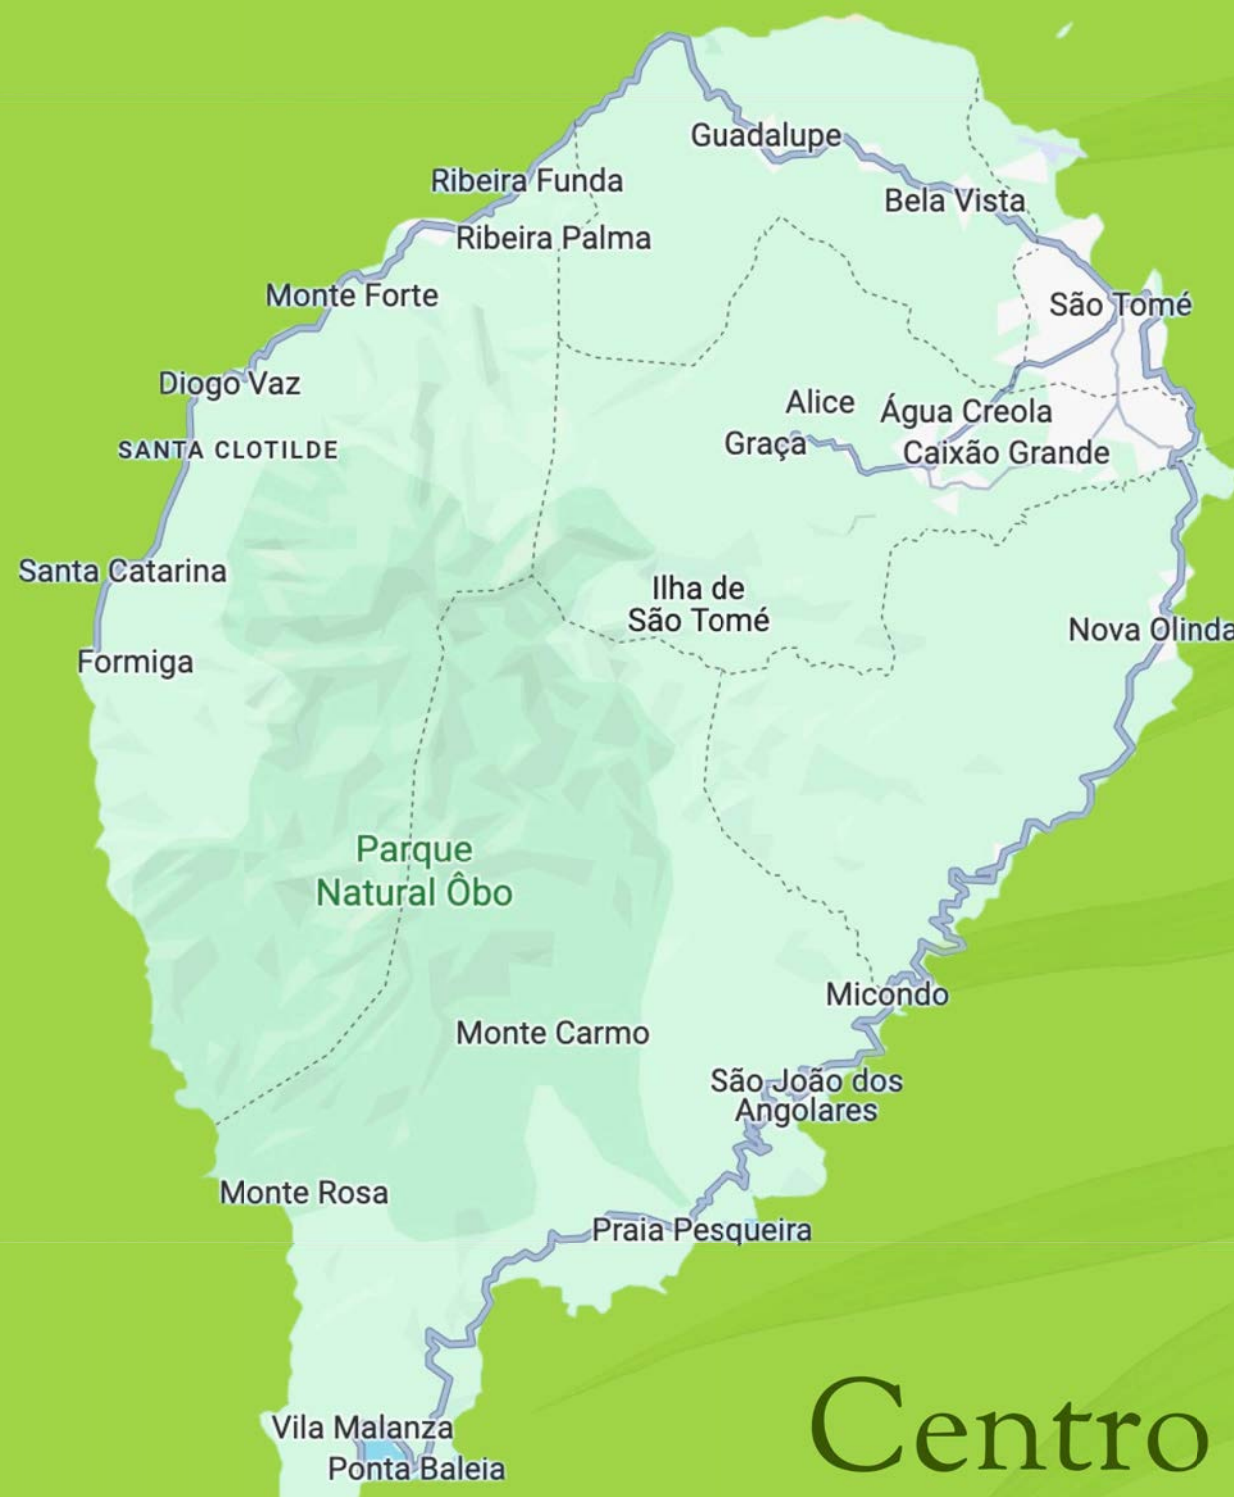 Guadalupe
Ribeira Funda
Bela Vista
Ribeira Palma
Monte Forte
São Tomé
Diogo Vaz
Alice
Água Creola
SANTA CLOTILDE
Graça
Caixão Grande
Santa Catarina
Ilha de
São Tomé
Nova Olinda
Formiga
Parque
Natural Ôbo
Micondo
Monte Carmo
São João dos
Angolares
Monte Rosa
Praia Pesqueira
Vila Malanza
Ponta Baleia
Centro